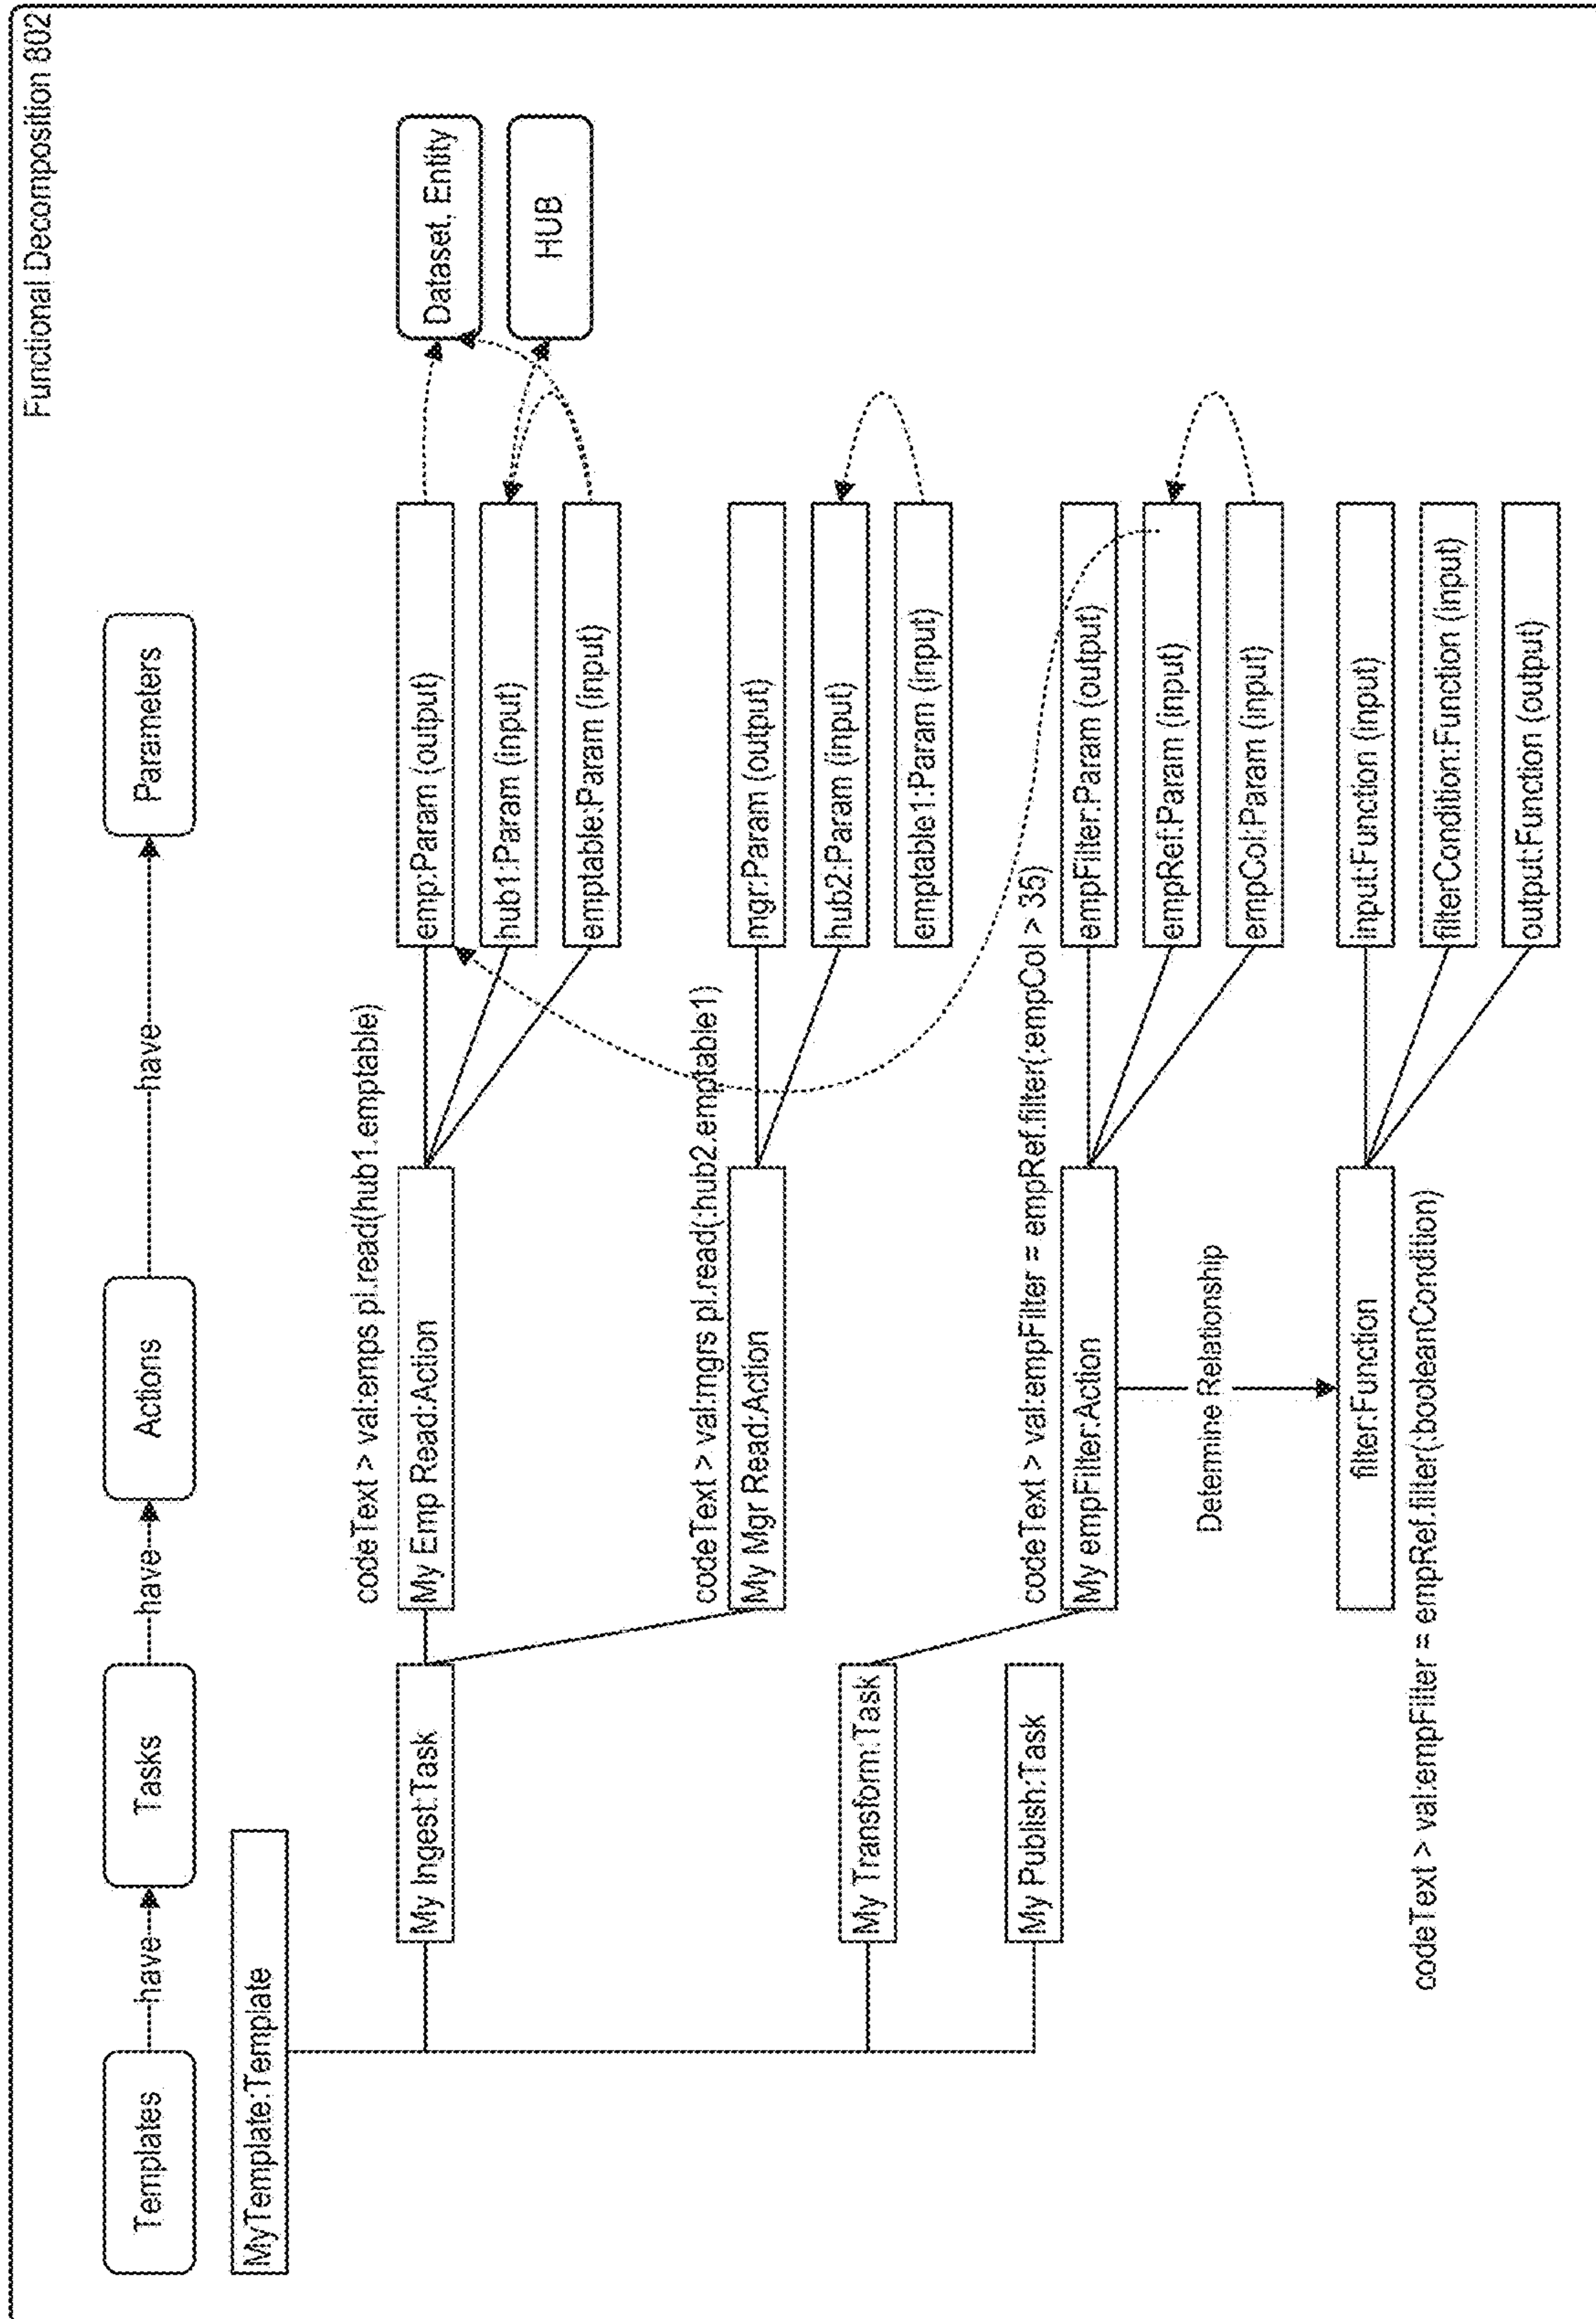 Functional Decomposition 802
Templates
have
Tasks
have
Actions
have
Parameters
MyTemplate:Template
codeText > val:emps pl.read(hub1.emptable)
My Ingest:Task
My Emp Read:Action
emp:Param (output)
hub1:Param (input)
emptable:Param (input)
Dataset, Entity
HUB
codeText > val:mgrs pl.read(:hub2.emptable1)
My Mgr Read:Action
mgr:Param (output)
hub2:Param (input)
emptable1:Param (input)
My Transform:Task
My Publish:Task
codeText > val:empFilter = empRef.filter(:empCol > 35)
My empFilter:Action
empFilter:Param (output)
empRef:Param (input)
empCol:Param (input)
Determine Relationship
filter:Function
input:Function (input)
filterCondition:Function (input)
output:Function (output)
codeText > val:empFilter = empRef.filter(:booleanCondition)